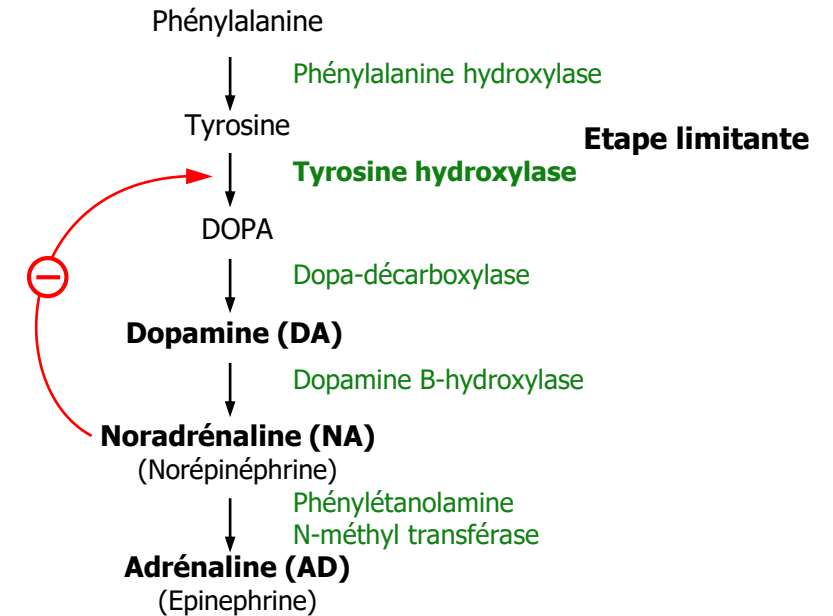 Phénylalanine
Phénylalanine hydroxylase
Tyrosine
Etape limitante
Tyrosine hydroxylase
DOPA
Dopa-décarboxylase
Dopamine (DA)
Dopamine B-hydroxylase
Noradrénaline (NA)
(Norépinéphrine)
Phénylétanolamine
N-méthyl transférase
Adrénaline (AD)
(Epinephrine)